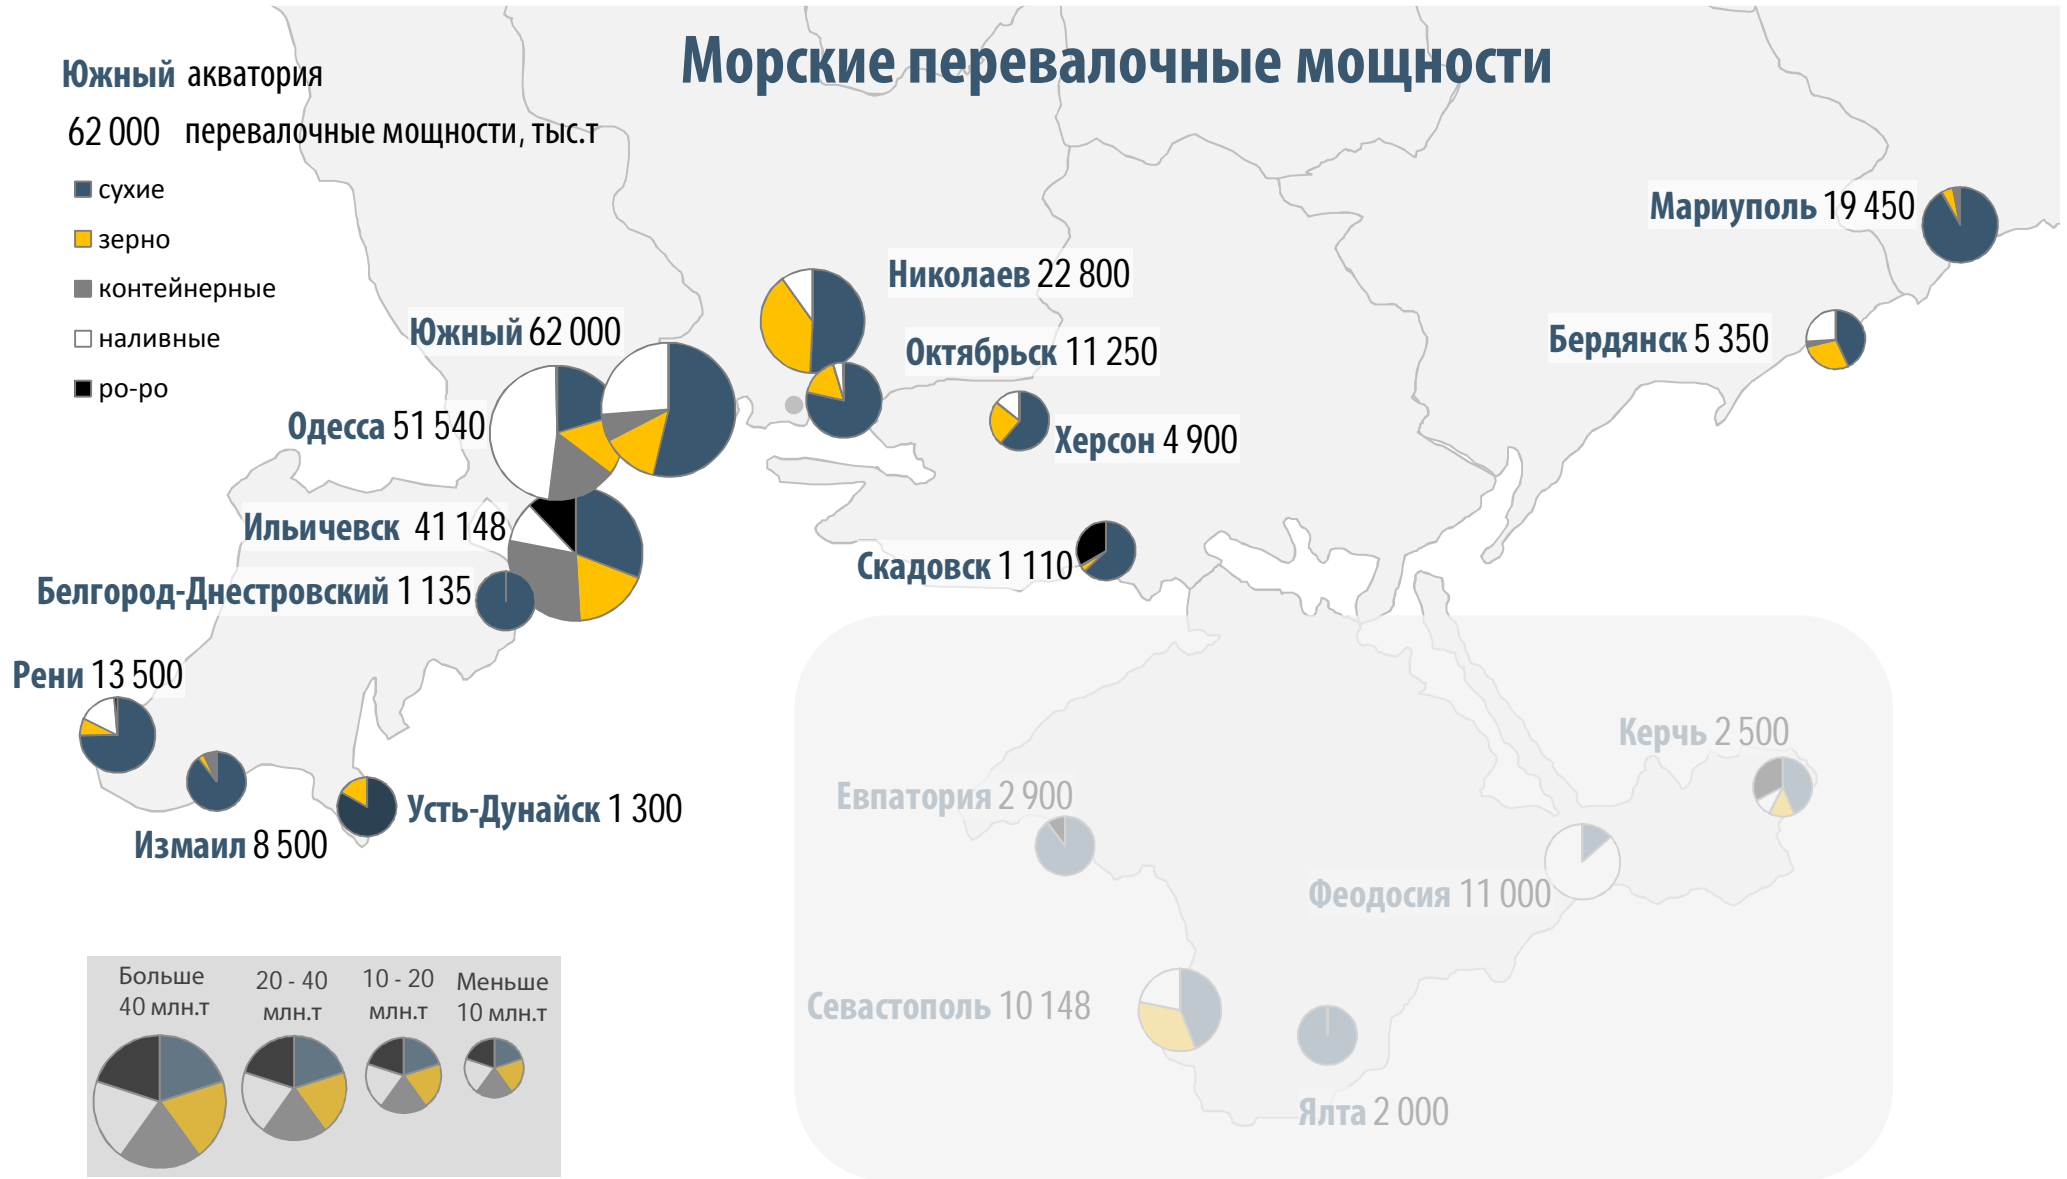 Морские перевалочные мощности
Южный акватория
62 000 перевалочные мощности, тыс.т
сухие
зерно
контейнерные
наливные
ро-ро
Мариуполь 19 450
Николаев 22 800
Южный 62 000
Октябрьск 11 250
Бердянск 5 350
Одесса 51 540
Херсон 4 900
Ильичевск 41 148
Скадовск 1 110
Белгород-Днестровский 1 135
Рени 13 500
Керчь 2 500
Евпатория 2 900
Усть-Дунайск 1 300
Измаил 8 500
Феодосия 11 000
Севастополь 10 148
Ялта 2 000
Больше
40 млн.т
20 - 40
млн.т
10 - 20
млн.т
Меньше
10 млн.т